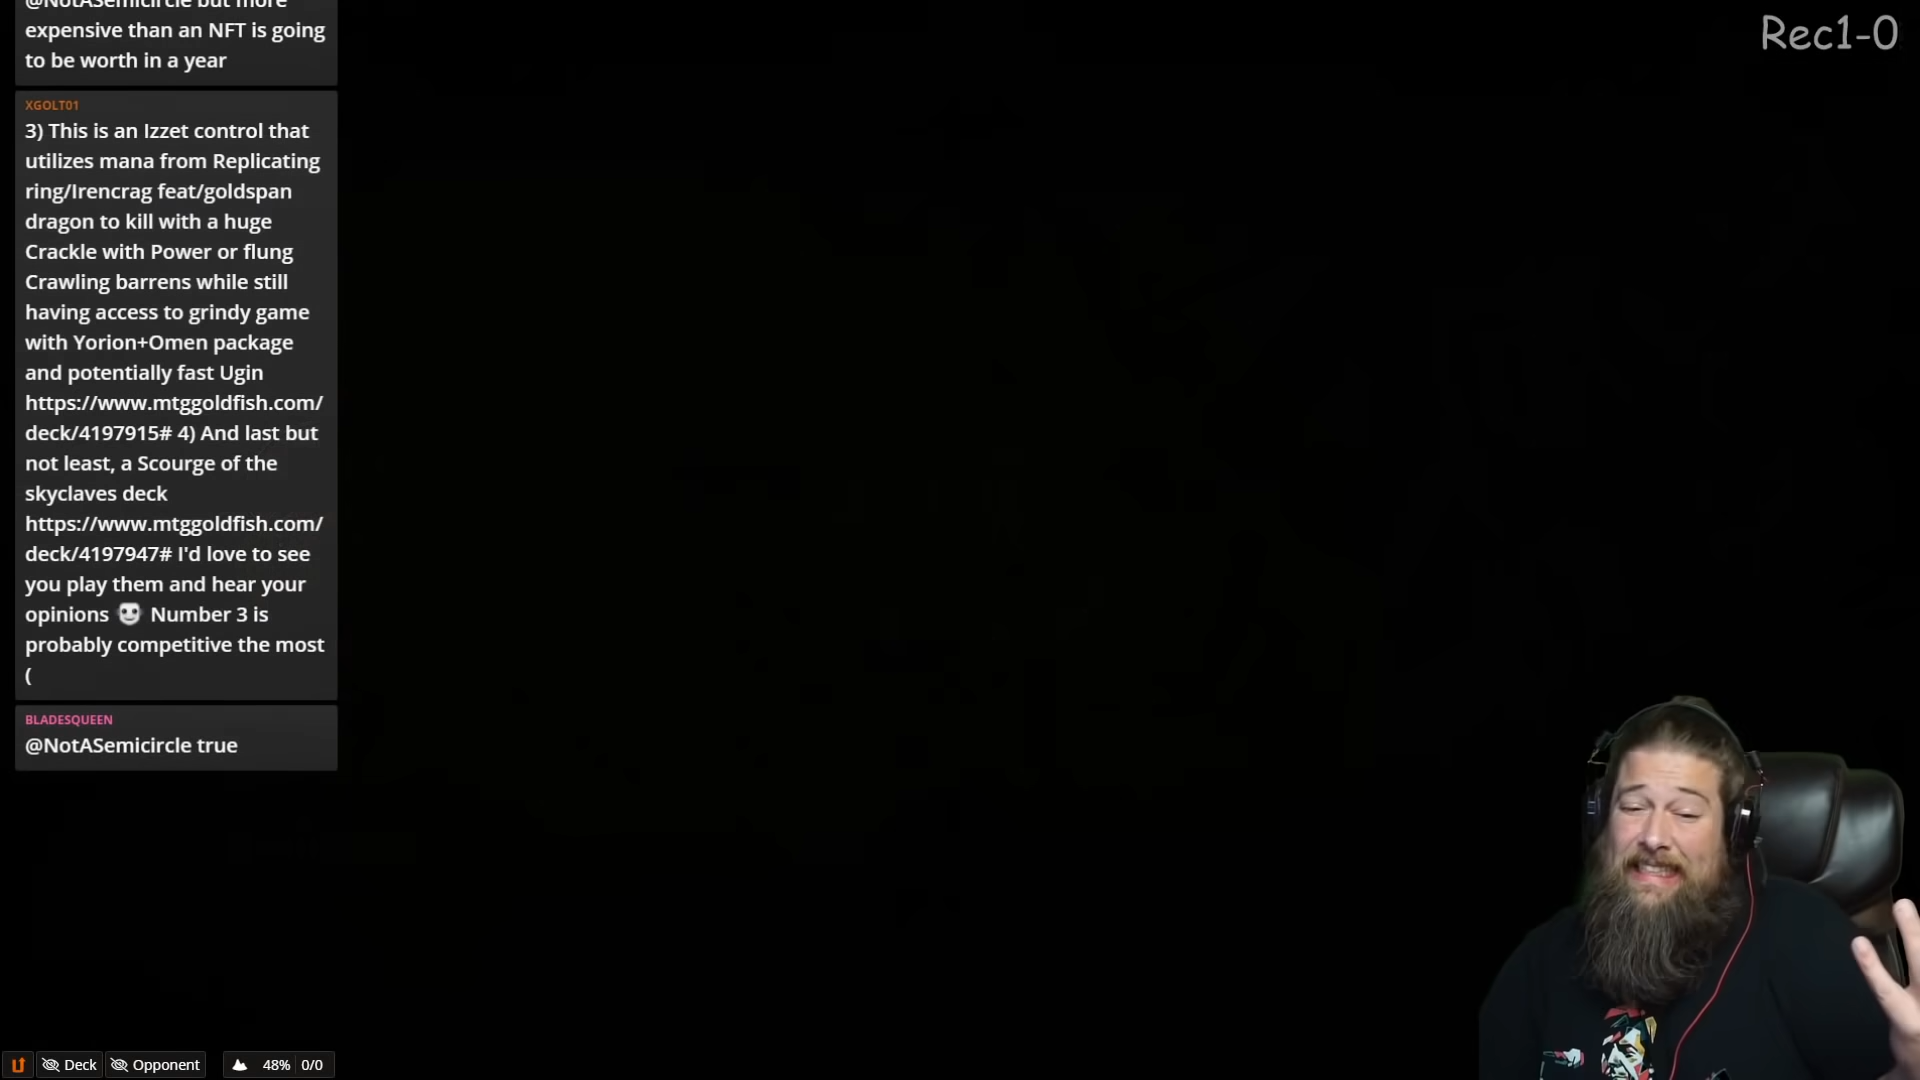 @NotASemicircle but more
expensive than an NFT is going
to be worth in a year
XGOLT01
3) This is an Izzet control that
utilizes mana from Replicating
ring/Irencrag feat/goldspan
dragon to kill with a huge
Crackle with Power or flung
Crawling barrens while still
having access to grindy game
with Yorion+Omen package
and potentially fast Ugin
https://www.mtggoldfish.com/
deck/4197915# 4) And last but
not least, a Scourge of the
skyclaves deck
https://www.mtggoldfish.com/
deck/4197947# I'd love to see
you play them and hear your
opinions Number 3 is
probably competitive the most
(
BLADESQUEEN
@NotASemicircle true
Rec1-0
Deck Opponent 48% 0/0